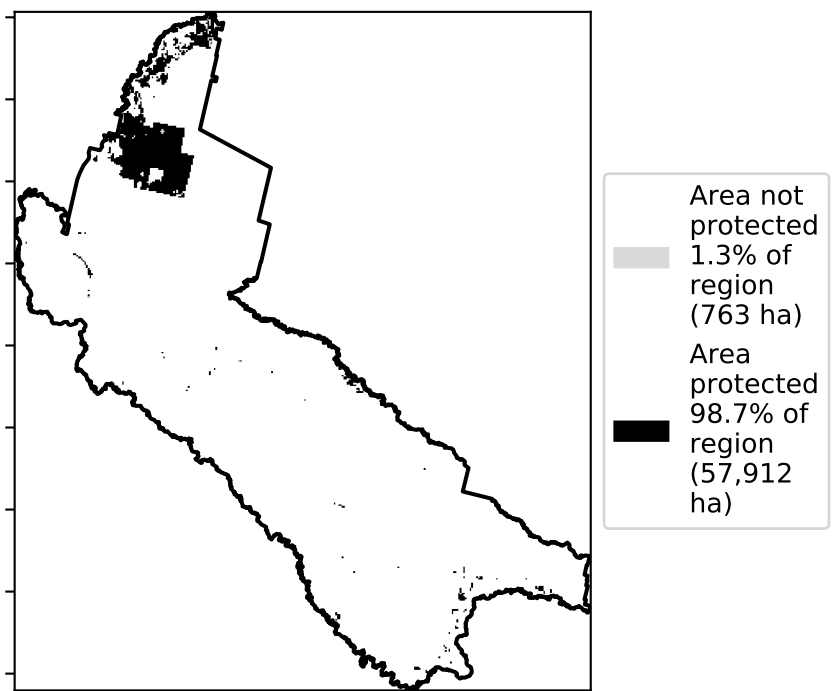 Area not
protected
1.3% of
region
(763 ha)
Area
protected
98.7% of
region
(57,912
ha)